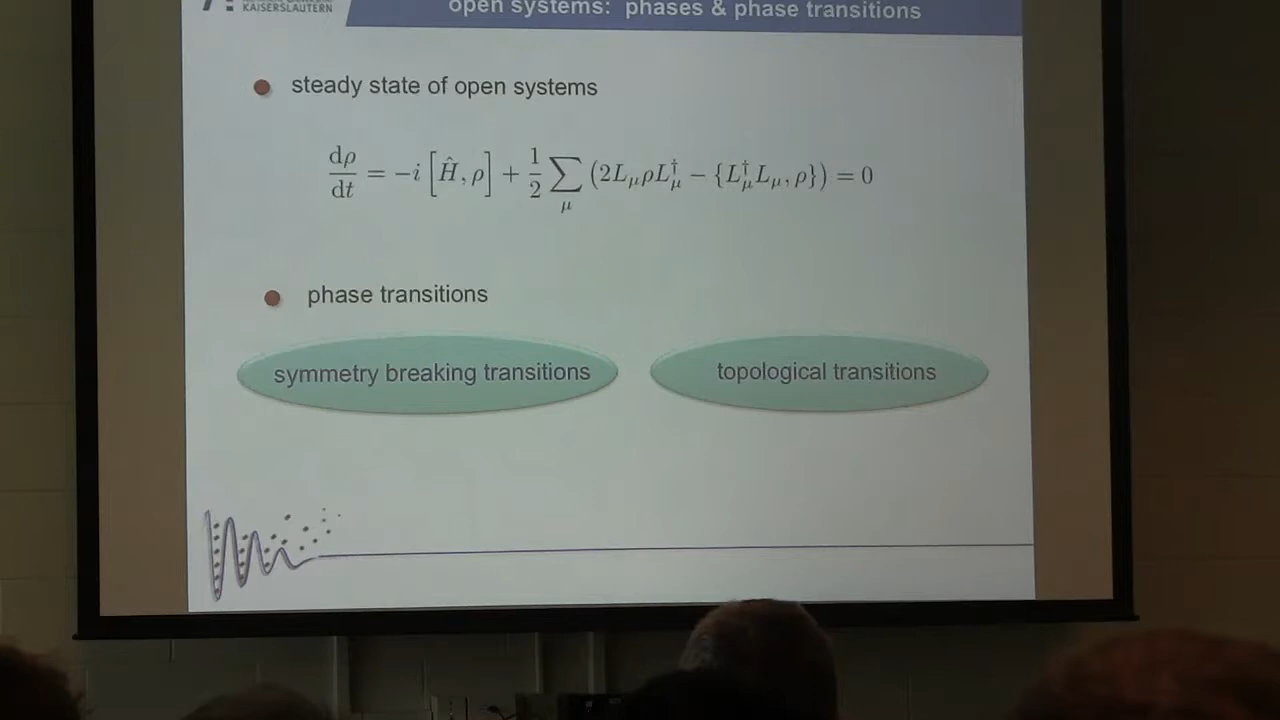 KAISERSLAUTERN
open systems: phases & phase transitions
steady state of open systems
dρ/dt = −i [Ĥ, ρ] + 1/2 ∑_μ (2L_μ ρ L_μ^† − {L_μ^† L_μ, ρ}) = 0
phase transitions
symmetry breaking transitions
topological transitions